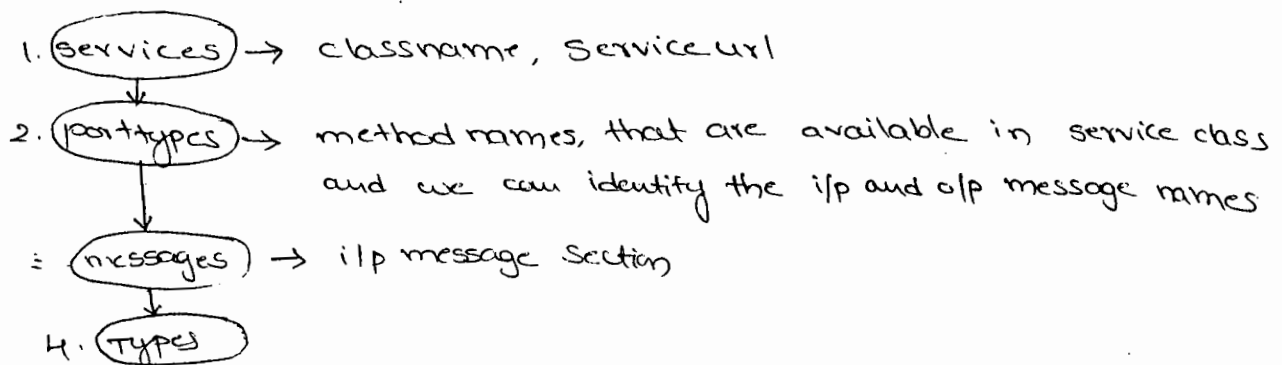 1. services → classname, Serviceurl
2. porttypes → method names, that are available in service class
and we can identify the i/p and o/p message names
: messages → i/p message Section
4. Types